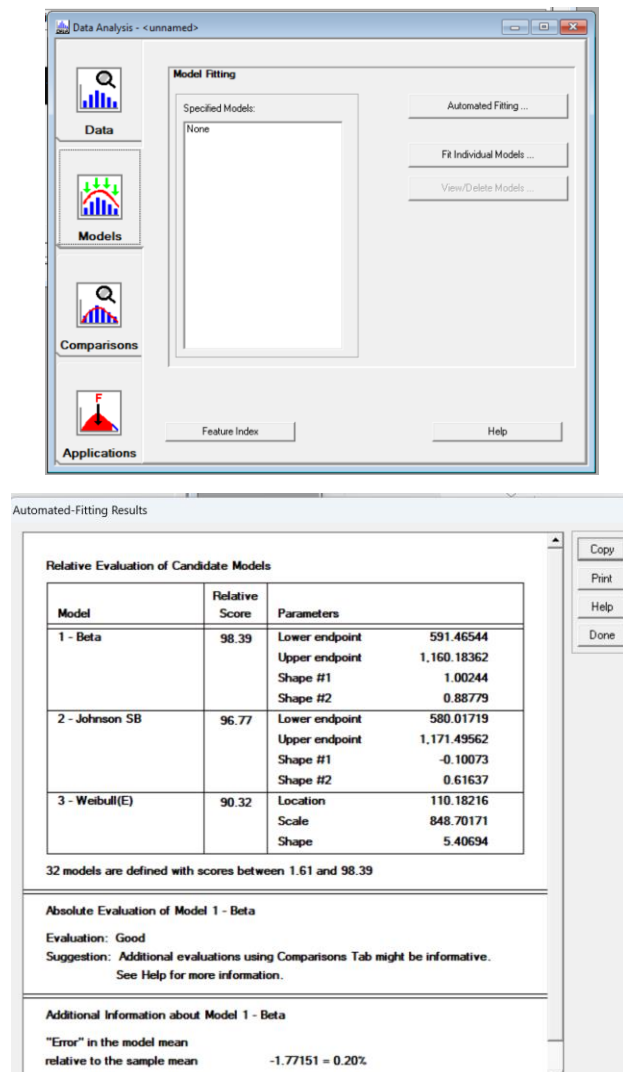 Data Analysis - <unnamed>
Data
Models
Comparisons
F
Applications
Model Fitting
Specified Models:
None
Automated Fitting ...
Fit Individual Models ...
View/Delete Models ...
Feature Index
Help
Automated-Fitting Results
Relative Evaluation of Candidate Models
Model Relative Score Parameters
1 - Beta 98.39 Lower endpoint 591.46544
Upper endpoint 1,160.18362
Shape #1 1.00244
Shape #2 0.88779
2 - Johnson SB 96.77 Lower endpoint 580.01719
Upper endpoint 1,171.49562
Shape #1 -0.10073
Shape #2 0.61637
3 - Weibull(E) 90.32 Location 110.18216
Scale 848.70171
Shape 5.40694
32 models are defined with scores between 1.61 and 98.39
Absolute Evaluation of Model 1 - Beta
Evaluation: Good
Suggestion: Additional evaluations using Comparisons Tab might be informative.
See Help for more information.
Additional Information about Model 1 - Beta
"Error" in the model mean
relative to the sample mean -1.77151 = 0.20%
Copy
Print
Help
Done